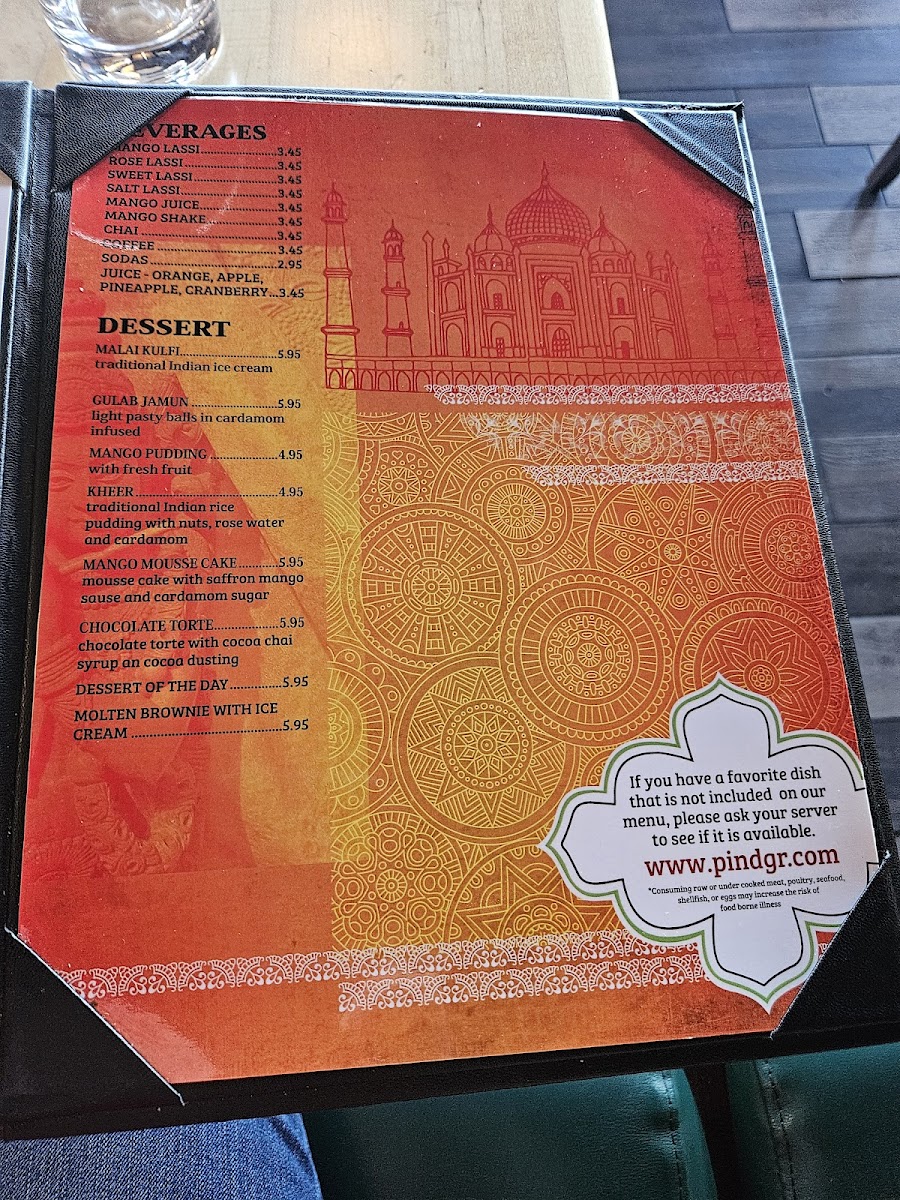 BEVERAGES
MANGO LASSI.....................3.45
ROSE LASSI.........................3.45
SWEET LASSI.......................3.45
SALT LASSI..........................3.45
MANGO JUICE.....................3.45
MANGO SHAKE...................3.45
CHAI...................................3.45
COFFEE..............................3.45
SODAS................................2.95
JUICE - ORANGE, APPLE,
PINEAPPLE, CRANBERRY...3.45
DESSERT
MALAI KULFI.........................5.95
traditional Indian ice cream
GULAB JAMUN.......................5.95
light pasty balls in cardamom
infused
MANGO PUDDING..................4.95
with fresh fruit
KHEER...................................4.95
traditional Indian rice
pudding with nuts, rose water
and cardamom
MANGO MOUSSE CAKE...........5.95
mousse cake with saffron mango
sause and cardamom sugar
CHOCOLATE TORTE................5.95
chocolate torte with cocoa chai
syrup an cocoa dusting
DESSERT OF THE DAY..............5.95
MOLTEN BROWNIE WITH ICE
CREAM...................................5.95
If you have a favorite dish
that is not included on our
menu, please ask your server
to see if it is available.
www.pindgr.com
*Consuming raw or under cooked meat, poultry, seafood,
shellfish, or eggs may increase the risk of
food borne illness